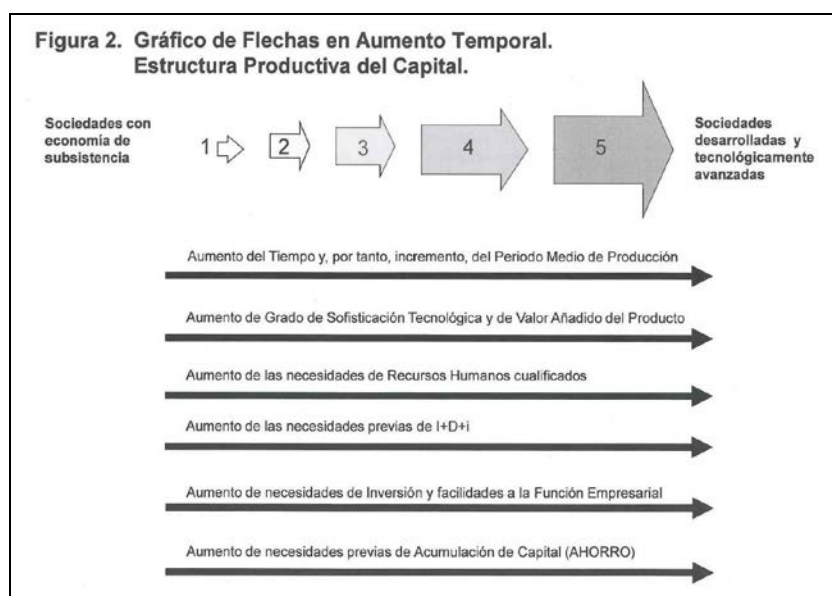 Figura 2. Gráfico de Flechas en Aumento Temporal.
Estructura Productiva del Capital.
Sociedades con
economía de
subsistencia
1
2
3
4
5
Sociedades
desarrolladas y
tecnológicamente
avanzadas
Aumento del Tiempo y, por tanto, incremento, del Periodo Medio de Producción
Aumento de Grado de Sofisticación Tecnológica y de Valor Añadido del Producto
Aumento de las necesidades de Recursos Humanos cualificados
Aumento de las necesidades previas de I+D+i
Aumento de necesidades de Inversión y facilidades a la Función Empresarial
Aumento de necesidades previas de Acumulación de Capital (AHORRO)